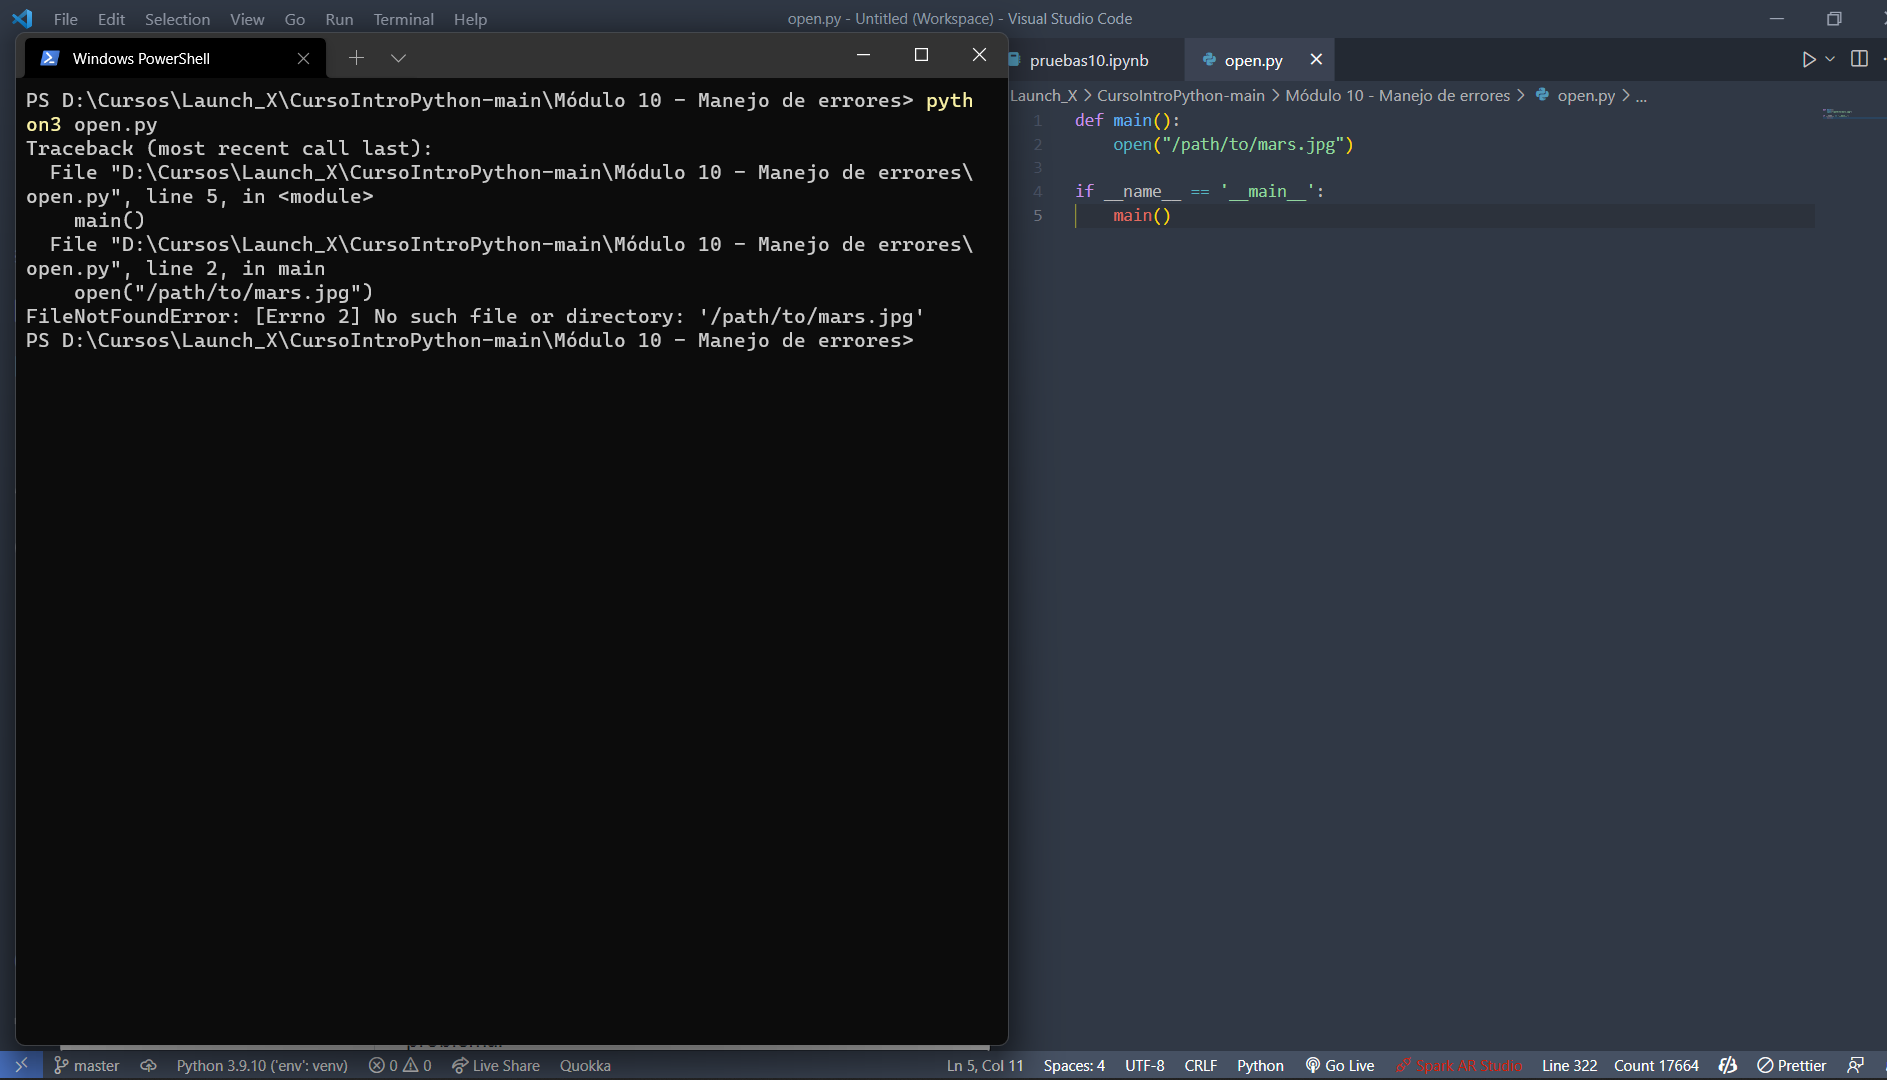 File Edit Selection View Go Run Terminal Help
open.py - Untitled (Workspace) - Visual Studio Code
Windows PowerShell
PS D:\Cursos\Launch_X\CursoIntroPython-main\Módulo 10 - Manejo de errores> pyth
on3 open.py
Traceback (most recent call last):
  File "D:\Cursos\Launch_X\CursoIntroPython-main\Módulo 10 - Manejo de errores\
open.py", line 5, in <module>
    main()
  File "D:\Cursos\Launch_X\CursoIntroPython-main\Módulo 10 - Manejo de errores\
open.py", line 2, in main
    open("/path/to/mars.jpg")
FileNotFoundError: [Errno 2] No such file or directory: '/path/to/mars.jpg'
PS D:\Cursos\Launch_X\CursoIntroPython-main\Módulo 10 - Manejo de errores>
pruebas10.ipynb open.py
Launch_X > CursoIntroPython-main > Módulo 10 - Manejo de errores > open.py > ...
1 def main():
2     open("/path/to/mars.jpg")
3
4 if __name__ == '__main__':
5     main()
master Python 3.9.10 ('env': venv) 0 0 Live Share Quokka Ln 5, Col 11 Spaces: 4 UTF-8 CRLF Python Go Live Spark AR Studio Line 322 Count 17664 Prettier